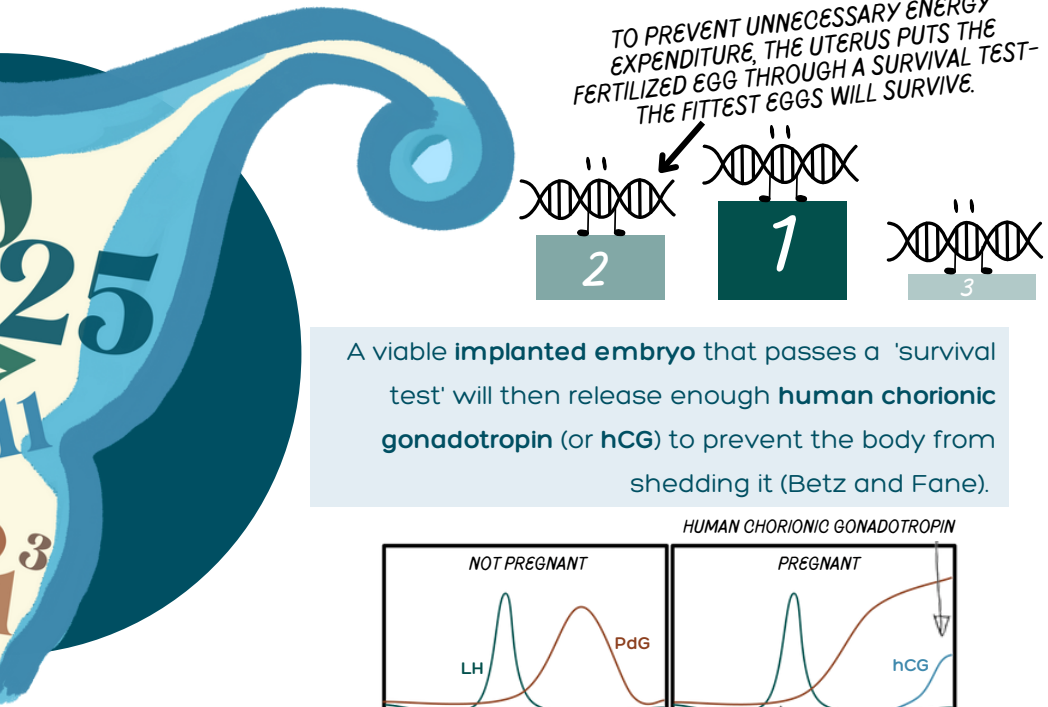 TO PREVENT UNNECESSARY ENERGY
EXPENDITURE, THE UTERUS PUTS THE
FERTILIZED EGG THROUGH A SURVIVAL TEST-
THE FITTEST EGGS WILL SURVIVE.
2
1
3
25
11
3
1
A viable implanted embryo that passes a 'survival
test' will then release enough human chorionic
gonadotropin (or hCG) to prevent the body from
shedding it (Betz and Fane).
HUMAN CHORIONIC GONADOTROPIN
NOT PREGNANT
PREGNANT
LH
PdG
hCG